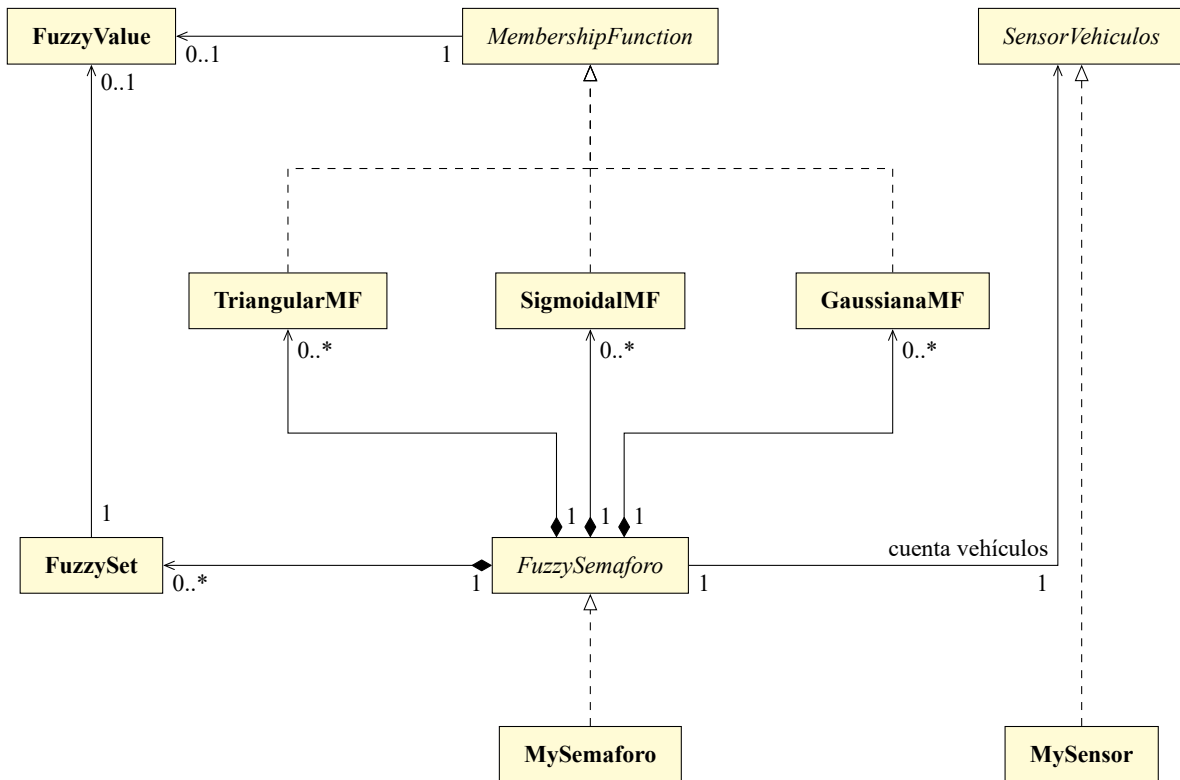 FuzzyValue
MembershipFunction
SensorVehiculos
0..1
1
0..1
TriangularMF
SigmoidalMF
GaussianaMF
0..*
0..*
0..*
1
1
1
1
FuzzySet
FuzzySemaforo
cuenta vehículos
0..*
1
1
1
MySemaforo
MySensor